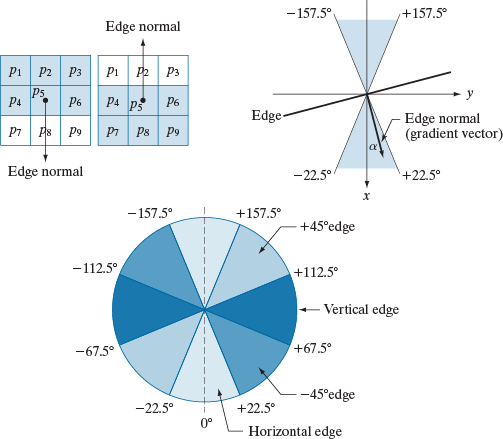 Edge normal
p1 p2 p3
p4 p5 p6
p7 p8 p9
Edge normal
p1 p2 p3
p4 p5 p6
p7 p8 p9
−157.5° +157.5°
y
Edge
Edge normal
(gradient vector)
α
−22.5° +22.5°
x
−157.5° +157.5°
+45°edge
−112.5° +112.5°
Vertical edge
−67.5° +67.5°
−45°edge
−22.5° +22.5°
0°
Horizontal edge